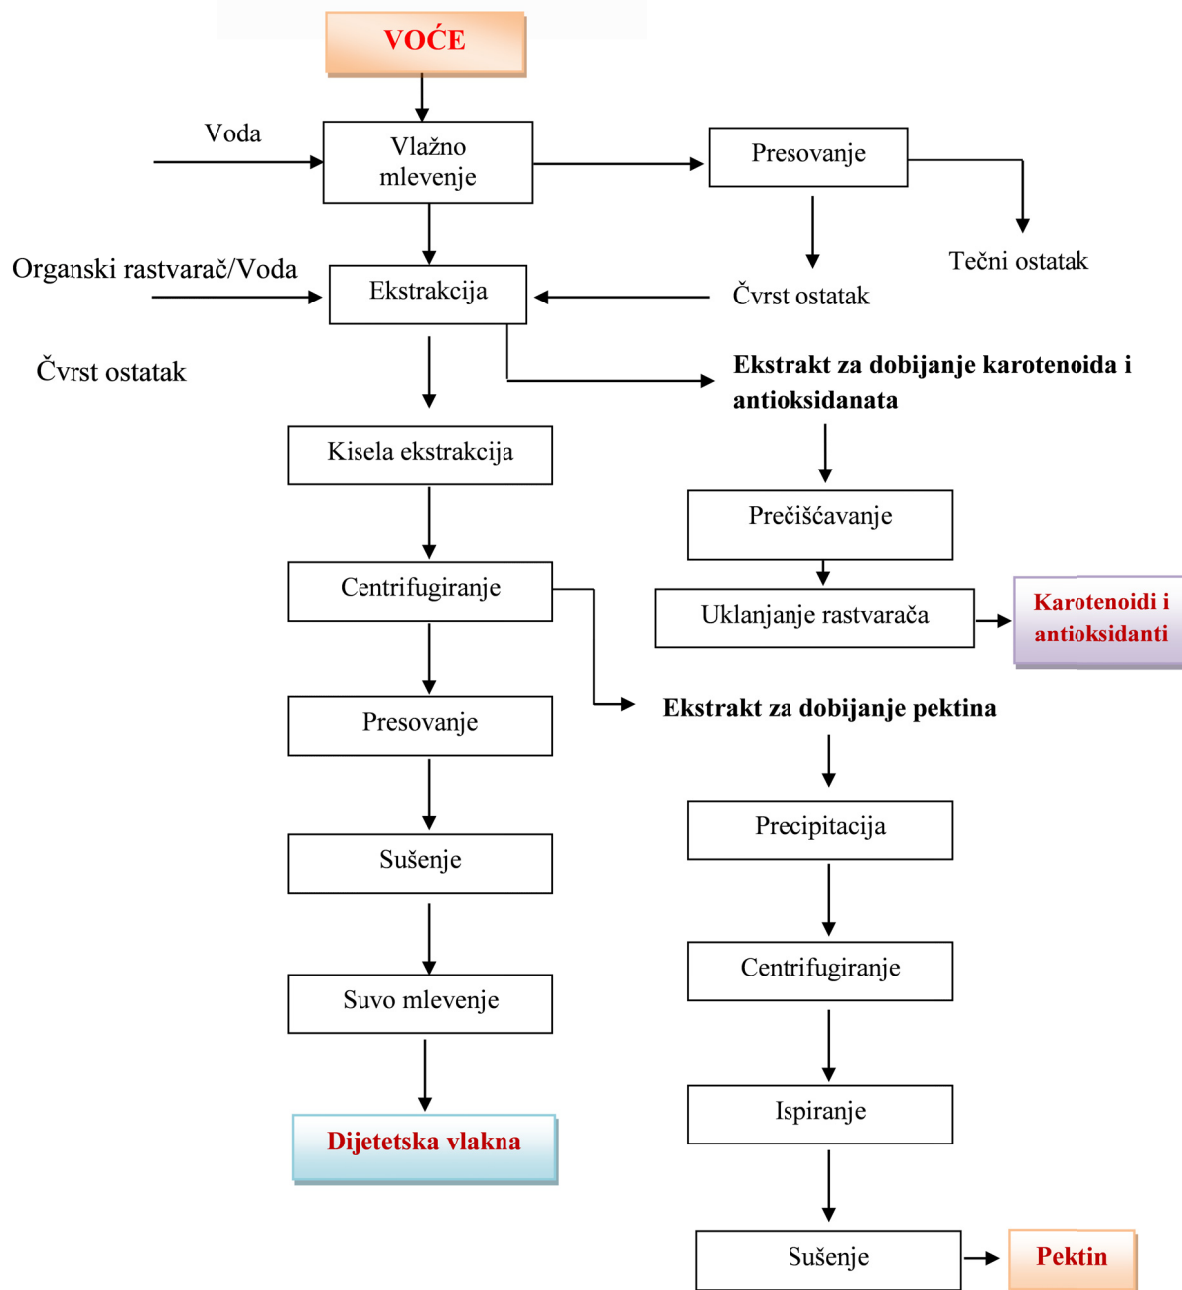 VOĆE
Voda
Vlažno
mlevenje
Presovanje
Organski rastvarač/Voda
Ekstrakcija
Čvrst ostatak
Tečni ostatak
Čvrst ostatak
Ekstrakt za dobijanje karotenoida i
antioksidanata
Kisela ekstrakcija
Prečišćavanje
Centrifugiranje
Uklanjanje rastvarača
Karotenoidi i
antioksidanti
Presovanje
Ekstrakt za dobijanje pektina
Precipitacija
Sušenje
Centrifugiranje
Suvo mlevenje
Ispiranje
Dijetetska vlakna
Sušenje
Pektin